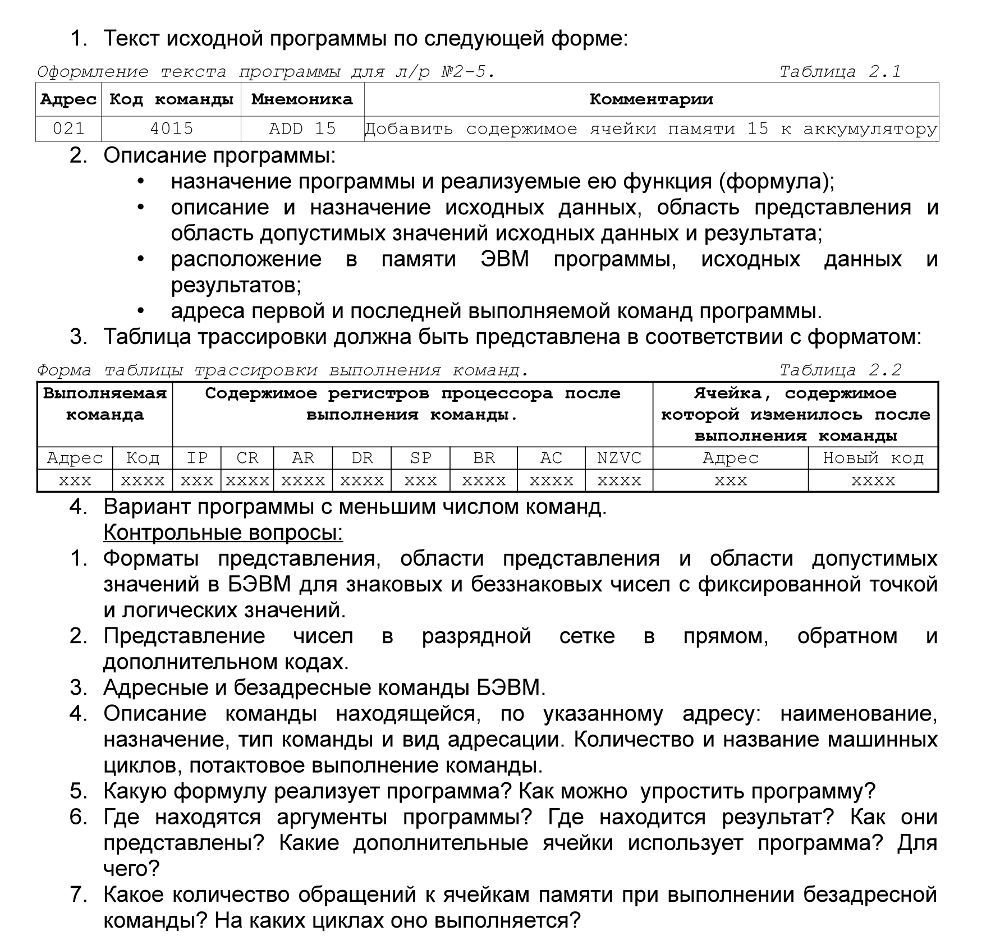 1. Текст исходной программы по следующей форме:
Оформление текста программы для л/р №2-5. Таблица 2.1
Адрес Код команды Мнемоника Комментарии
021 4015 ADD 15 Добавить содержимое ячейки памяти 15 к аккумулятору
2. Описание программы:
• назначение программы и реализуемые ею функция (формула);
• описание и назначение исходных данных, область представления и
область допустимых значений исходных данных и результата;
• расположение в памяти ЭВМ программы, исходных данных и
результатов;
• адреса первой и последней выполняемой команд программы.
3. Таблица трассировки должна быть представлена в соответствии с форматом:
Форма таблицы трассировки выполнения команд. Таблица 2.2
Выполняемая Содержимое регистров процессора после Ячейка, содержимое
команда выполнения команды. которой изменилось после
выполнения команды
Адрес Код IP CR AR DR SP BR AC NZVC Адрес Новый код
xxx xxxx xxx xxxx xxxx xxxx xxx xxxx xxxx xxxx xxx xxxx
4. Вариант программы с меньшим числом команд.
Контрольные вопросы:
1. Форматы представления, области представления и области допустимых
значений в БЭВМ для знаковых и беззнаковых чисел с фиксированной точкой
и логических значений.
2. Представление чисел в разрядной сетке в прямом, обратном и
дополнительном кодах.
3. Адресные и безадресные команды БЭВМ.
4. Описание команды находящейся, по указанному адресу: наименование,
назначение, тип команды и вид адресации. Количество и название машинных
циклов, потактовое выполнение команды.
5. Какую формулу реализует программа? Как можно  упростить программу?
6. Где находятся аргументы программы? Где находится результат? Как они
представлены? Какие дополнительные ячейки использует программа? Для
чего?
7. Какое количество обращений к ячейкам памяти при выполнении безадресной
команды? На каких циклах оно выполняется?